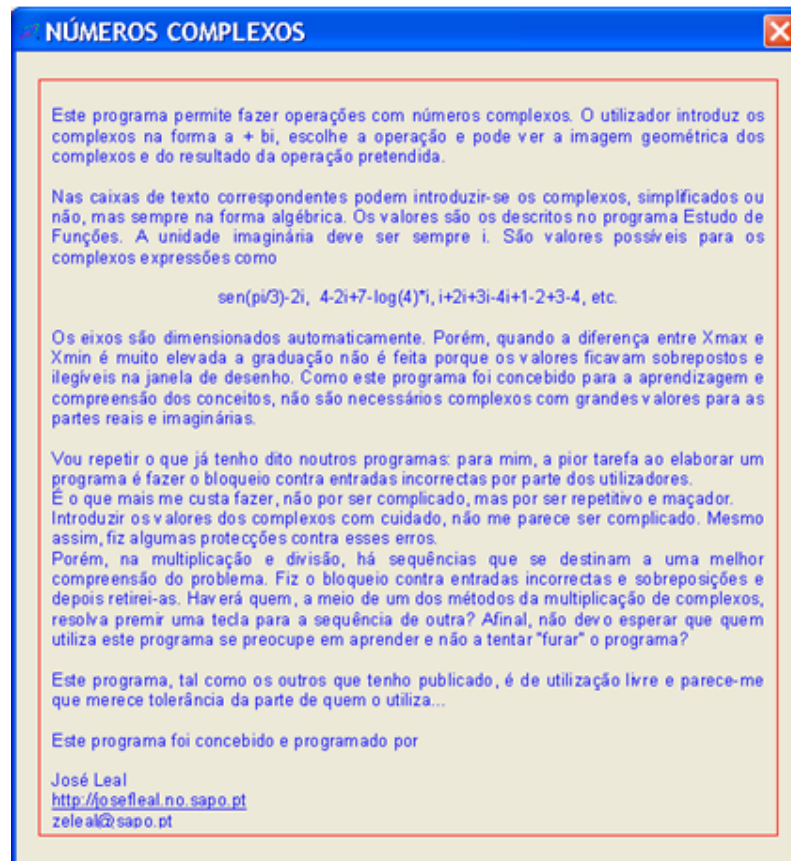 NÚMEROS COMPLEXOS
Este programa permite fazer operações com números complexos. O utilizador introduz os
complexos na forma a + bi, escolhe a operação e pode ver a imagem geométrica dos
complexos e do resultado da operação pretendida.
Nas caixas de texto correspondentes podem introduzir-se os complexos, simplificados ou
não, mas sempre na forma algébrica. Os valores são os descritos no programa Estudo de
Funções. A unidade imaginária deve ser sempre i. São valores possíveis para os
complexos expressões como
sen(pi/3)-2i, 4-2i+7-log(4)*i, i+2i+3i-4i+1-2+3-4, etc.
Os eixos são dimensionados automaticamente. Porém, quando a diferença entre Xmax e
Xmin é muito elevada a graduação não é feita porque os valores ficavam sobrepostos e
ilegíveis na janela de desenho. Como este programa foi concebido para a aprendizagem e
compreensão dos conceitos, não são necessários complexos com grandes valores para as
partes reais e imaginárias.
Vou repetir o que já tenho dito noutros programas: para mim, a pior tarefa ao elaborar um
programa é fazer o bloqueio contra entradas incorrectas por parte dos utilizadores.
É o que mais me custa fazer, não por ser complicado, mas por ser repetitivo e maçador.
Introduzir os valores dos complexos com cuidado, não me parece ser complicado. Mesmo
assim, fiz algumas protecções contra esses erros.
Porém, na multiplicação e divisão, há sequências que se destinam a uma melhor
compreensão do problema. Fiz o bloqueio contra entradas incorrectas e sobreposições e
depois retirei-as. Haverá quem, a meio de um dos métodos da multiplicação de complexos,
resolva premir uma tecla para a sequência de outra? Afinal, não devo esperar que quem
utiliza este programa se preocupe em aprender e não a tentar "furar" o programa?
Este programa, tal como os outros que tenho publicado, é de utilização livre e parece-me
que merece tolerância da parte de quem o utiliza...
Este programa foi concebido e programado por
José Leal
http://josefleal.no.sapo.pt
zeleal@sapo.pt